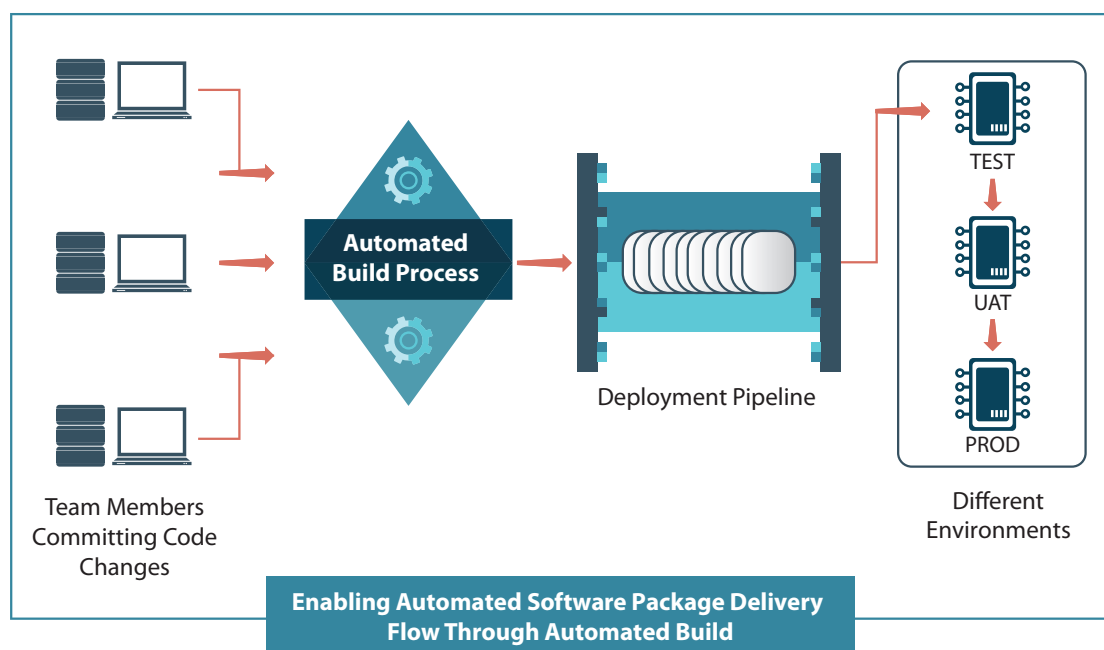 Automated
Build Process
TEST
UAT
PROD
Deployment Pipeline
Team Members
Committing Code
Changes
Different
Environments
Enabling Automated Software Package Delivery
Flow Through Automated Build